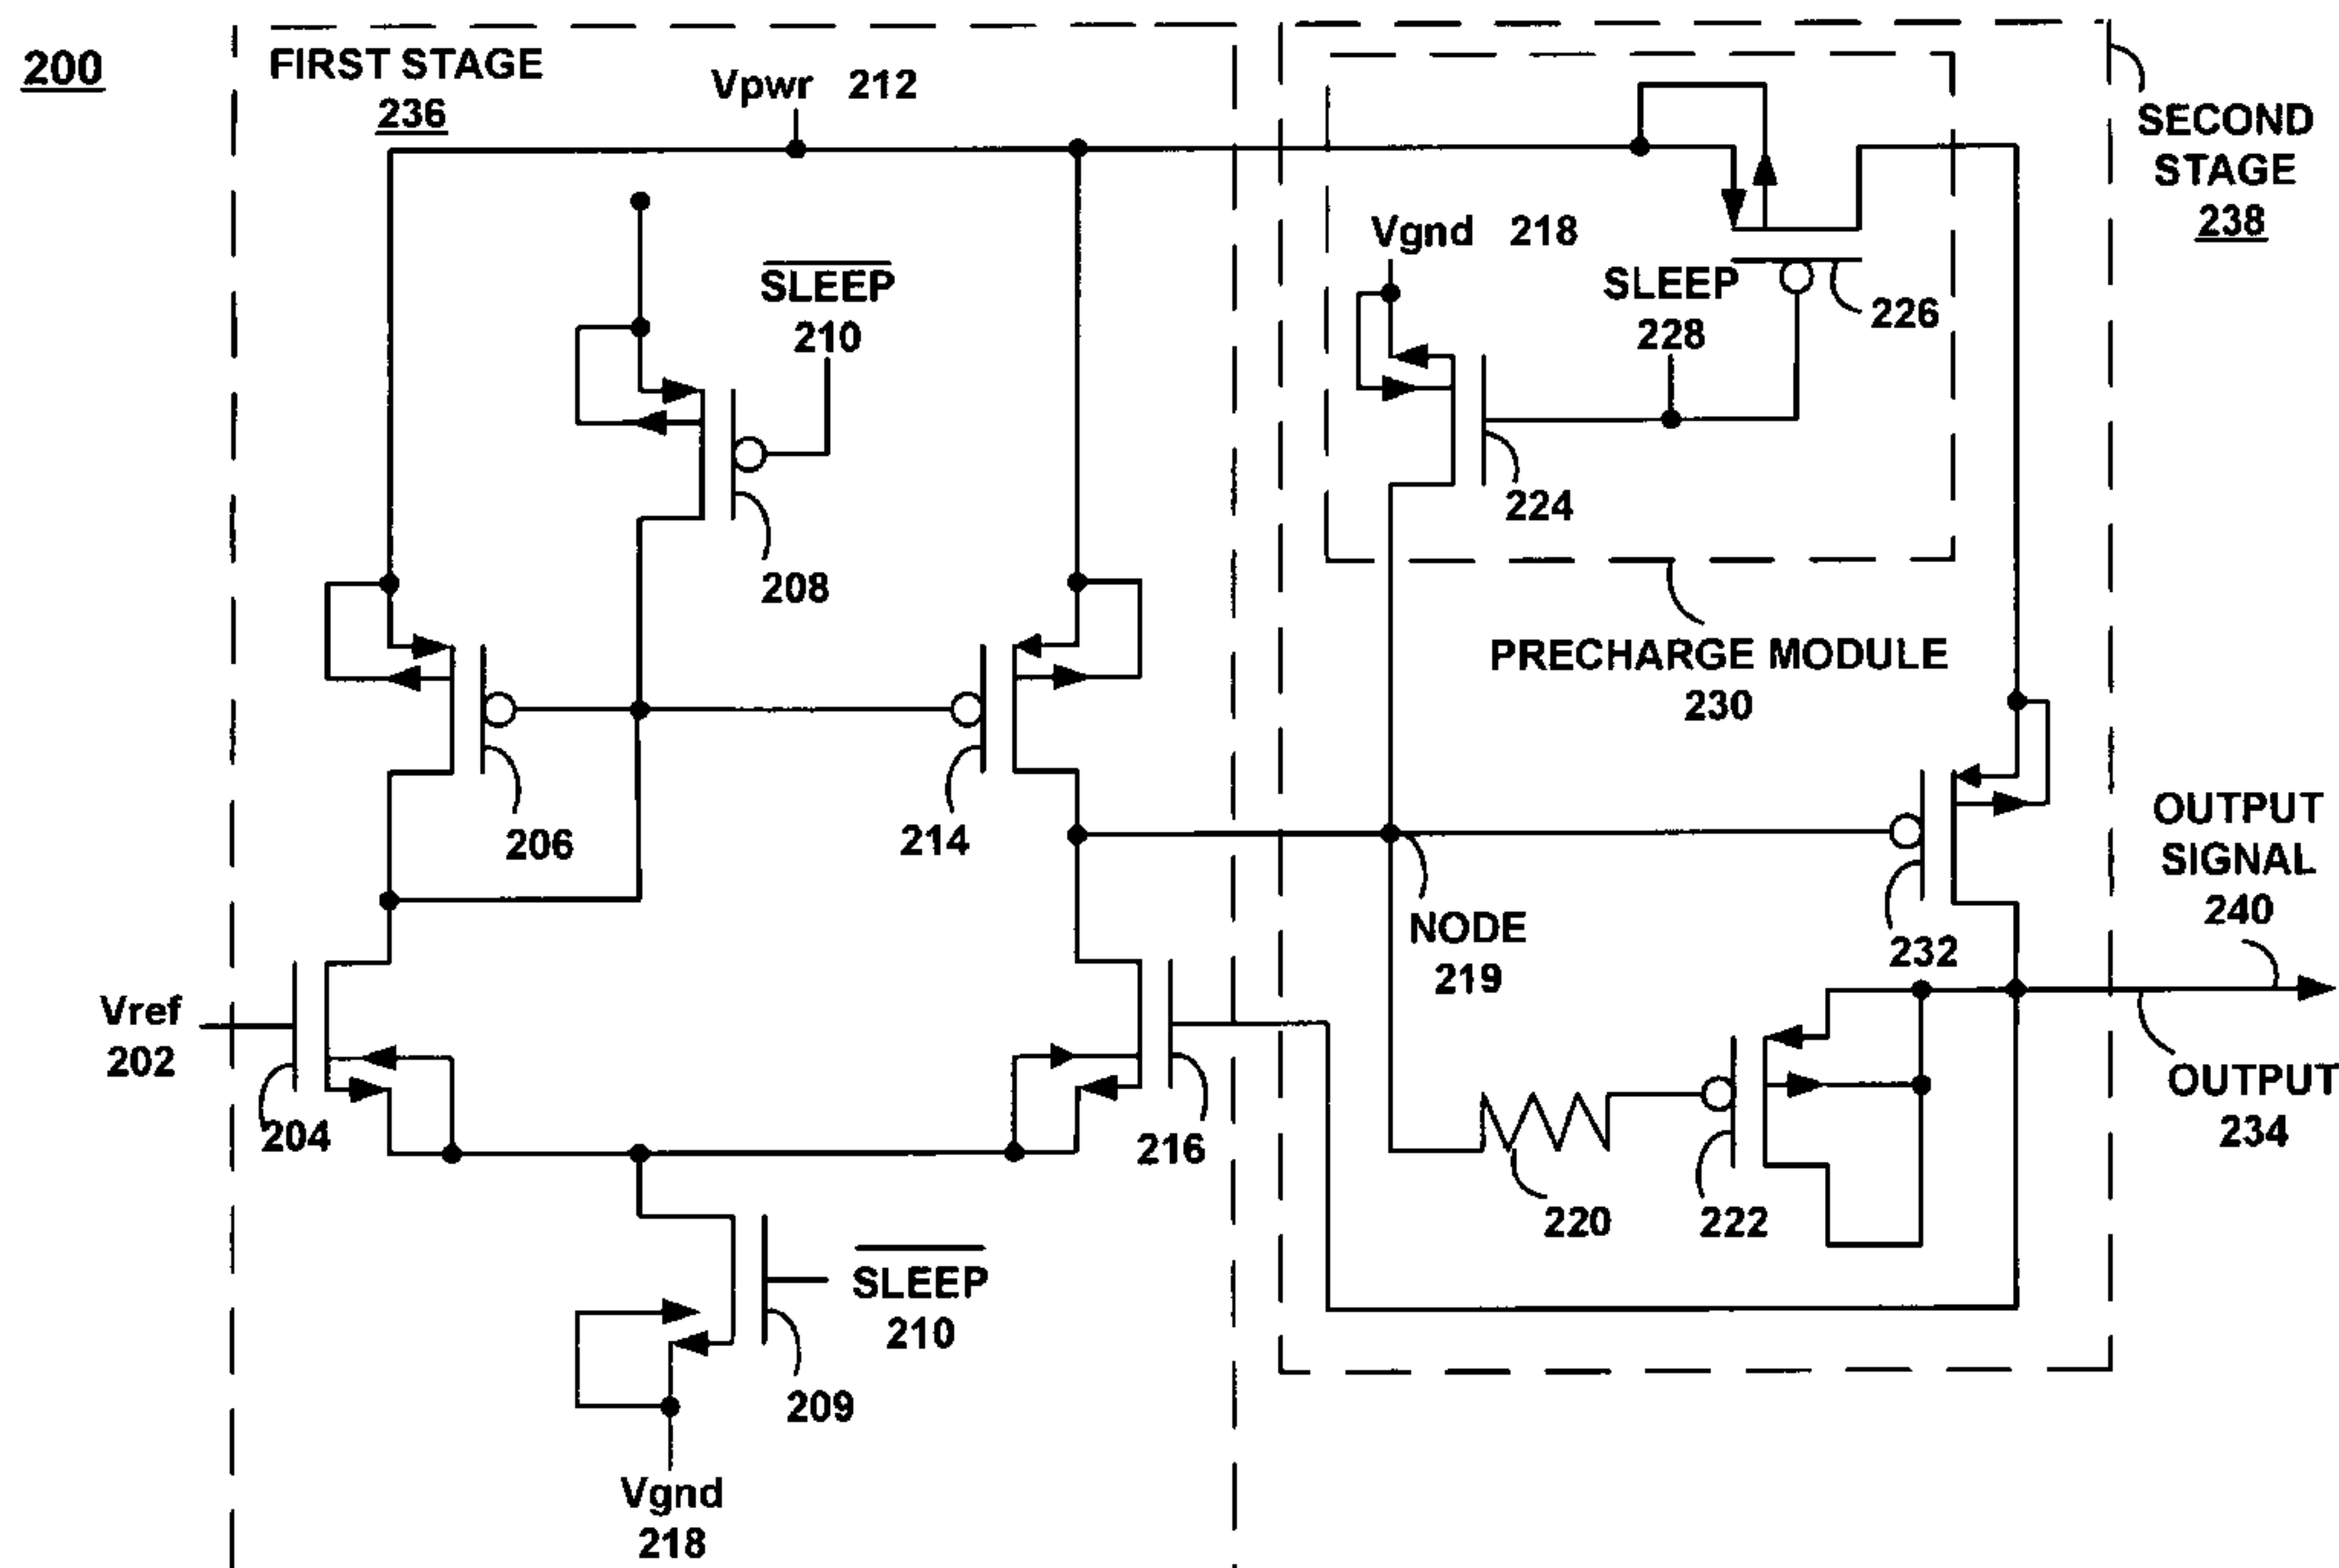 200
FIRST STAGE
236
Vpwr 212
SECOND
STAGE
238
Vgnd 218
SLEEP
228
226
SLEEP
210
224
208
PRECHARGE MODULE
230
206
214
OUTPUT
SIGNAL
240
NODE
219
232
Vref
202
204
216
OUTPUT
234
220
222
SLEEP
210
209
Vgnd
218